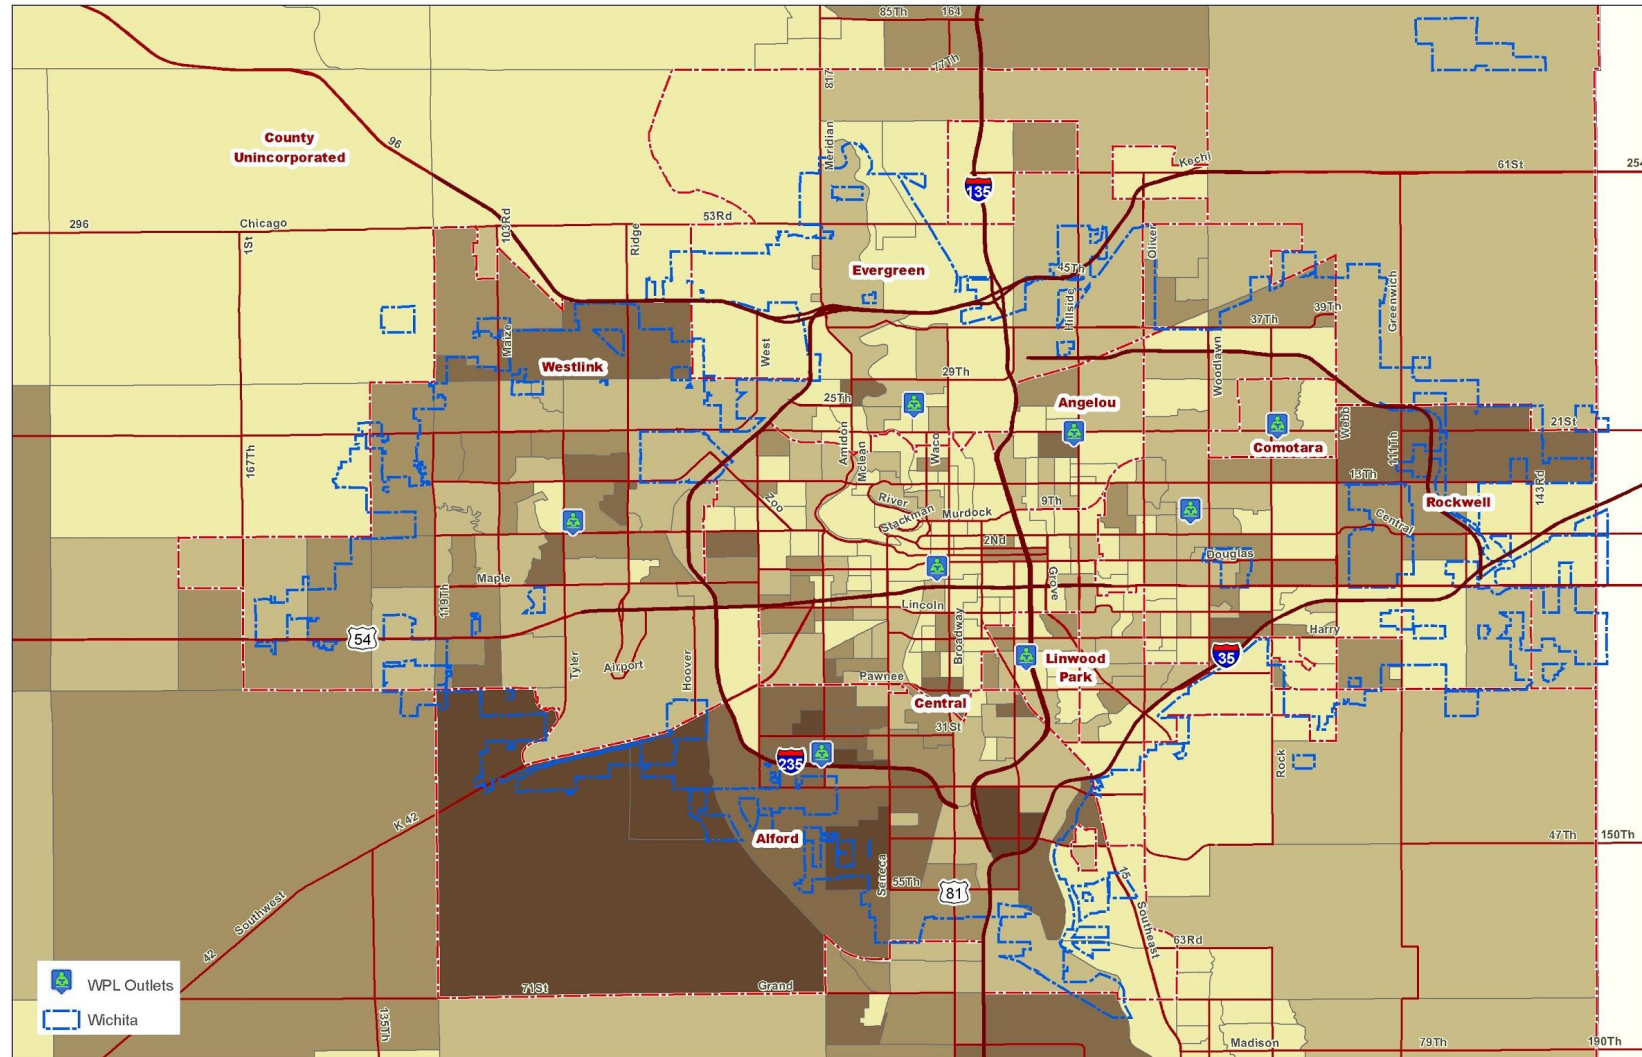 85Th
164
77Th
817
Meridian
County
Unincorporated
96
Kechi
61St
254
135
296
Chicago
1St
103Rd
Ridge
53Rd
Oliver
Evergreen
45Th
Hillside
Greenwich
39Th
37Th
Maize
West
Westlink
29Th
Woodlawn
25Th
Angelou
Webb
21St
Amidon
Mclean
Waco
Comotara
111Th
167Th
13Th
143Rd
Zoo
River
9Th
Rockwell
Stackman
Murdock
Central
2Nd
Douglas
Maple
119Th
Grove
Lincoln
54
Broadway
Harry
Tyler
Airport
Hoover
Pawnee
Linwood
Park
35
Central
31St
235
Rock
K 42
Alford
47Th
150Th
Seneca
55Th
81
15
Southeast
Southwest
42
63Rd
WPL Outlets
71St
Grand
Wichita
135Th
Madison
79Th
190Th